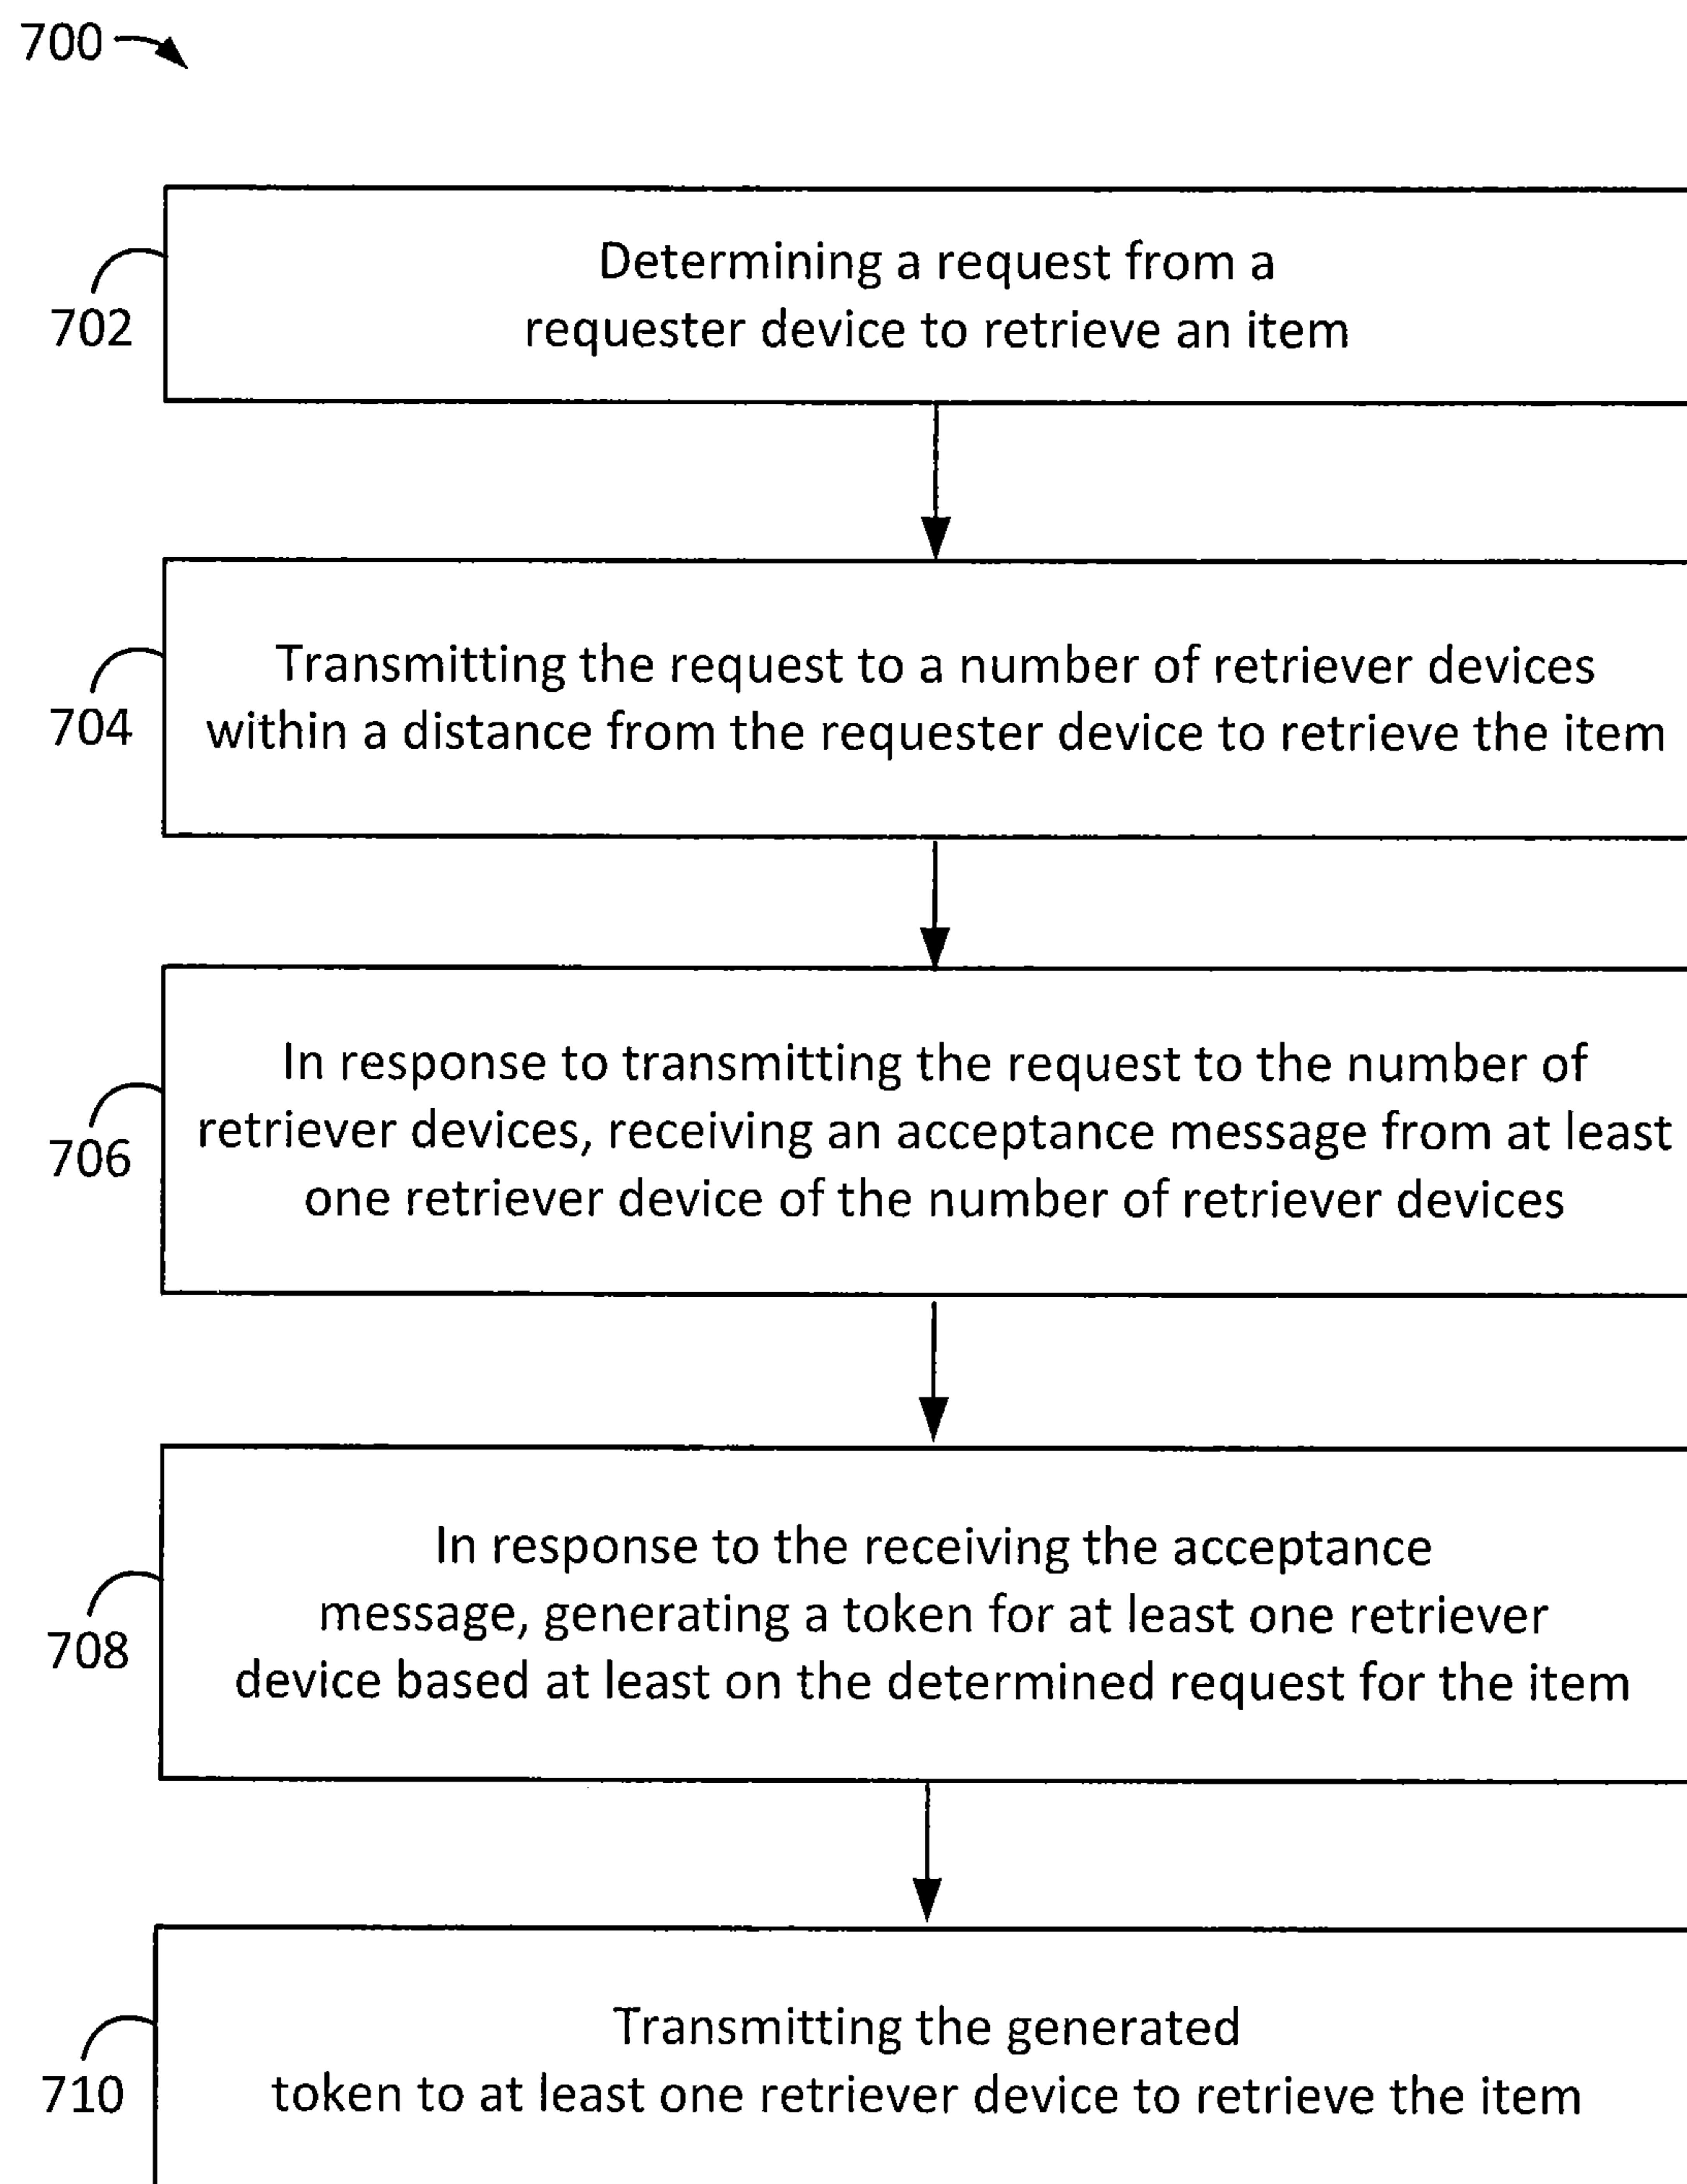 700
Determining a request from a
requester device to retrieve an item
702
Transmitting the request to a number of retriever devices
within a distance from the requester device to retrieve the item
704
In response to transmitting the request to the number of
retriever devices, receiving an acceptance message from at least
one retriever device of the number of retriever devices
706
In response to the receiving the acceptance
message, generating a token for at least one retriever
device based at least on the determined request for the item
708
Transmitting the generated
token to at least one retriever device to retrieve the item
710